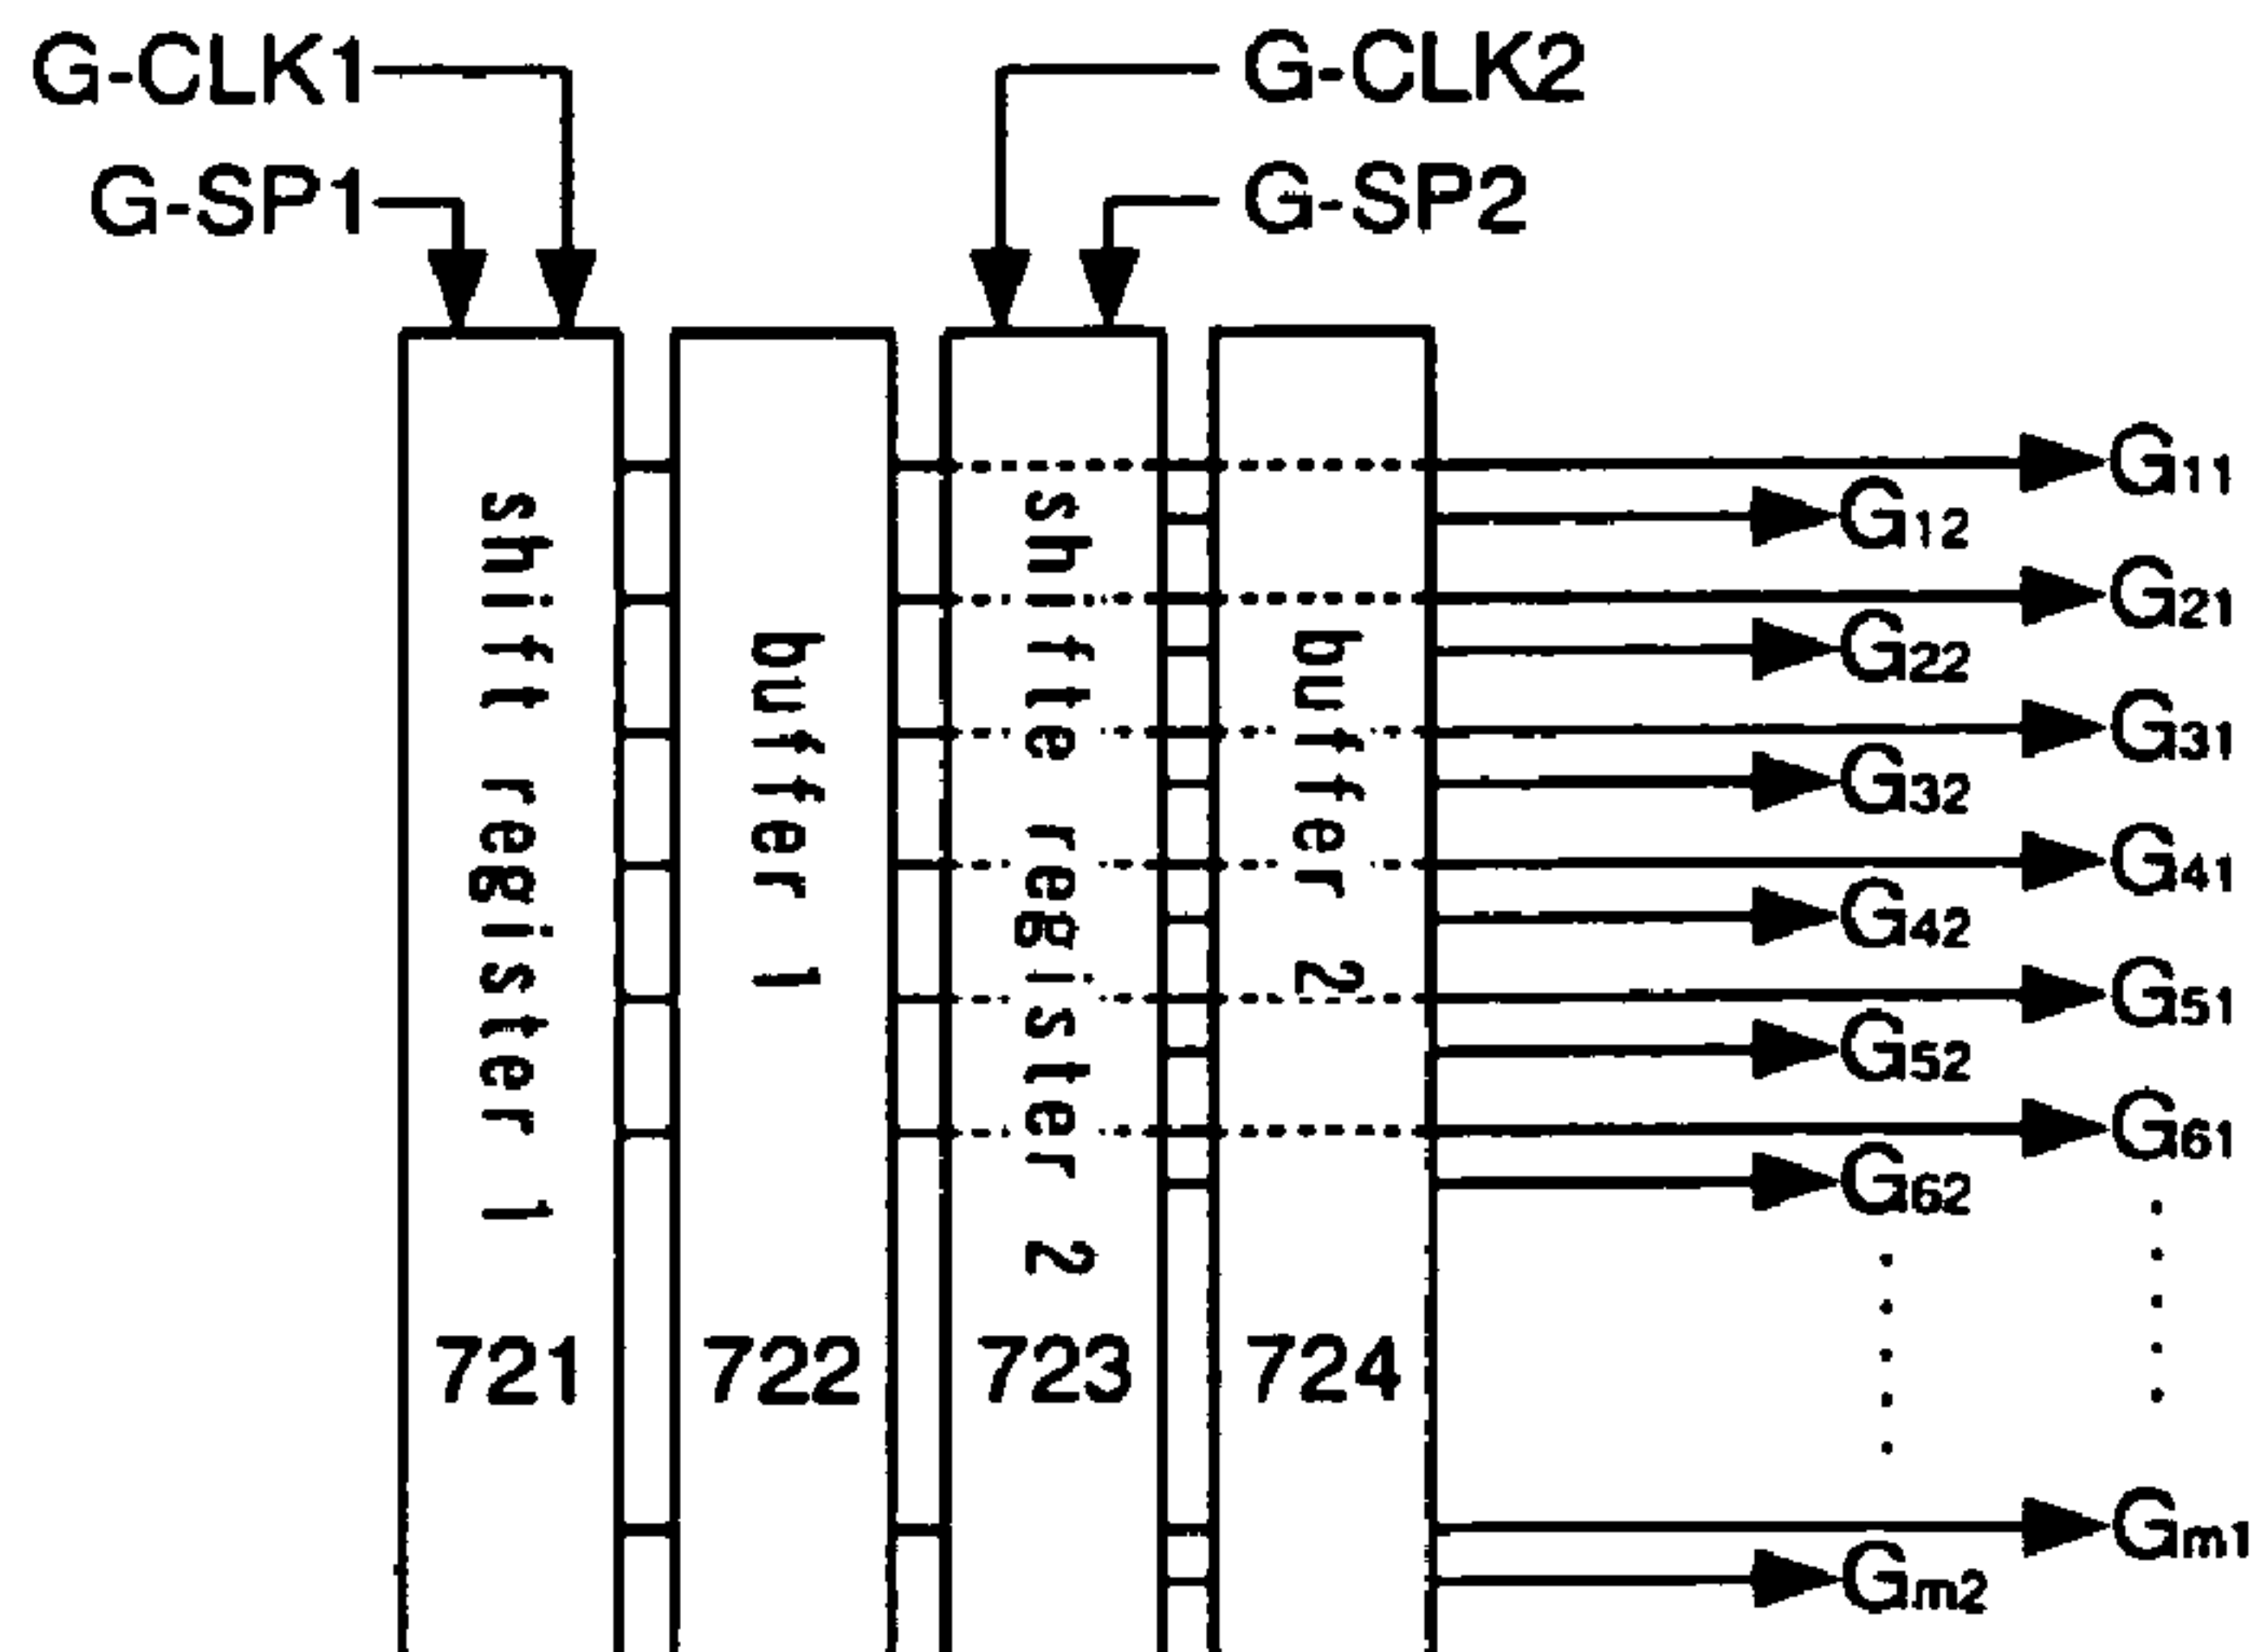 G-CLK1
G-CLK2
G-SP1
G-SP2
shift register 1
buffer 1
shifte register 2
buffer 2
G11
G12
G21
G22
G31
G32
G41
G42
G51
G52
G61
G62
721
722
723
724
Gm1
Gm2